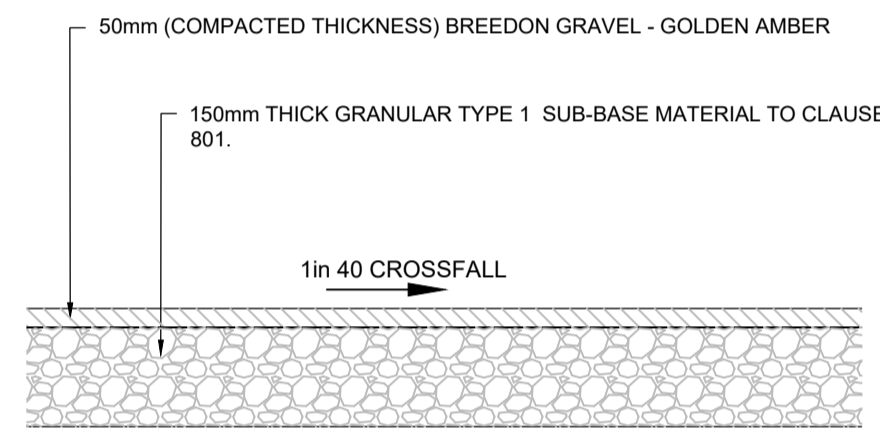 50mm (COMPACTED THICKNESS) BREEDON GRAVEL - GOLDEN AMBER
150mm THICK GRANULAR TYPE 1 SUB-BASE MATERIAL TO CLAUSE
801.
1in 40 CROSSFALL